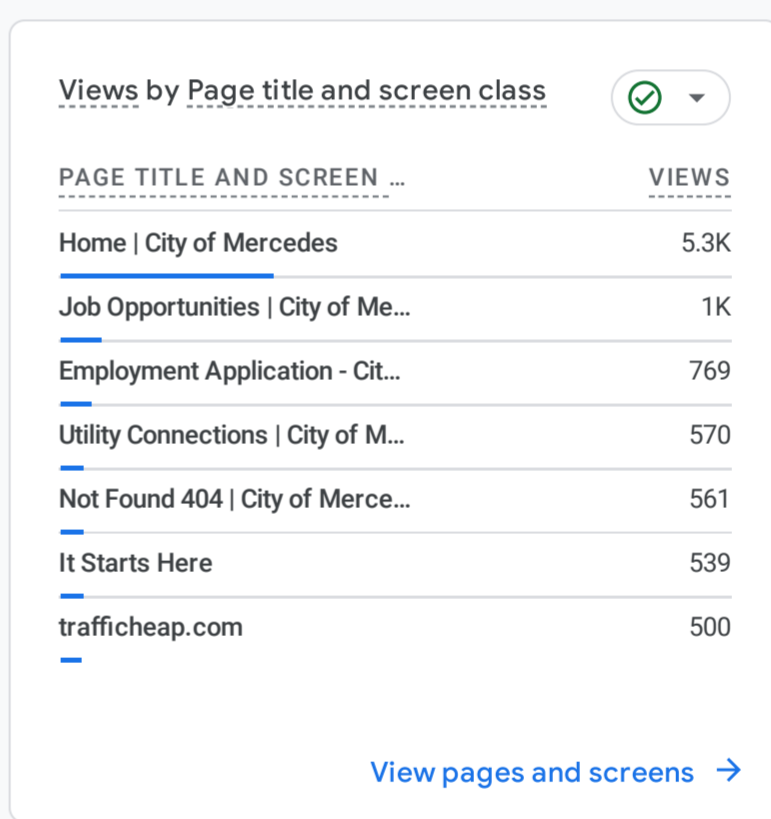 Views by Page title and screen class
PAGE TITLE AND SCREEN ... VIEWS
Home | City of Mercedes 5.3K
Job Opportunities | City of Me... 1K
Employment Application - Cit... 769
Utility Connections | City of M... 570
Not Found 404 | City of Merce... 561
It Starts Here 539
trafficheap.com 500
View pages and screens